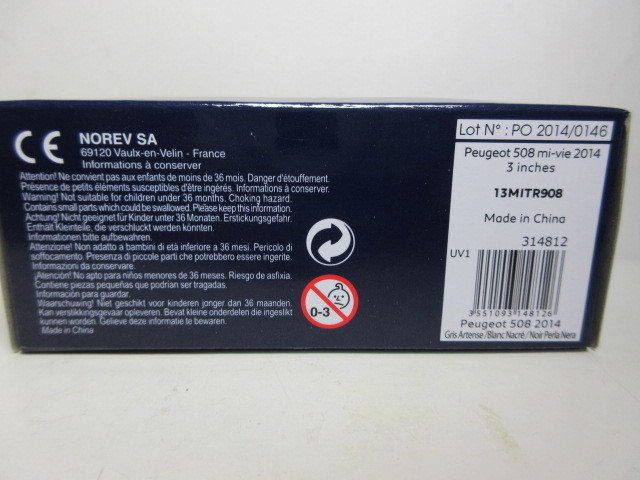 CE
NOREV SA
69120 Vaulx-en-Velin - France
Informations à conserver
Attention! Ne convient pas aux enfants de moins de 36 mois. Danger d'étouffement.
Présence de petits éléments susceptibles d'être ingérés. Informations à conserver.
Warning! Not suitable for children under 36 months. Choking hazard.
Contains small parts which could be swallowed. Please keep this information.
Achtung! Nicht geeignet für Kinder unter 36 Monaten. Erstickungsgefahr.
Enthält Kleinteile, die verschluckt werden könnten.
Informationen bitte aufbewahren.
Attenzione! Non adatto a bambini di età inferiore a 36 mesi. Pericolo di
soffocamento. Presenza di piccole parti che potrebbero essere ingerite.
Informazioni da conservare.
¡Atención! No apto para niños menores de 36 meses. Riesgo de asfixia.
Contiene piezas pequeñas que podrían ser tragadas.
Información para guardar.
Waarschuwing! Niet geschikt voor kinderen jonger dan 36 maanden.
Kan verstikkingsgevaar opleveren. Bevat kleine onderdelen die ingeslikt
kunnen worden. Gelieve deze informatie te bewaren.
Made in China
0-3
Lot N° : PO 2014/0146
Peugeot 508 mi-vie 2014
3 inches
13MITR908
Made in China
314812
UV1
3551093148126
Peugeot 508 2014
Gris Artense/Blanc Nacré/Noir Perla Nera